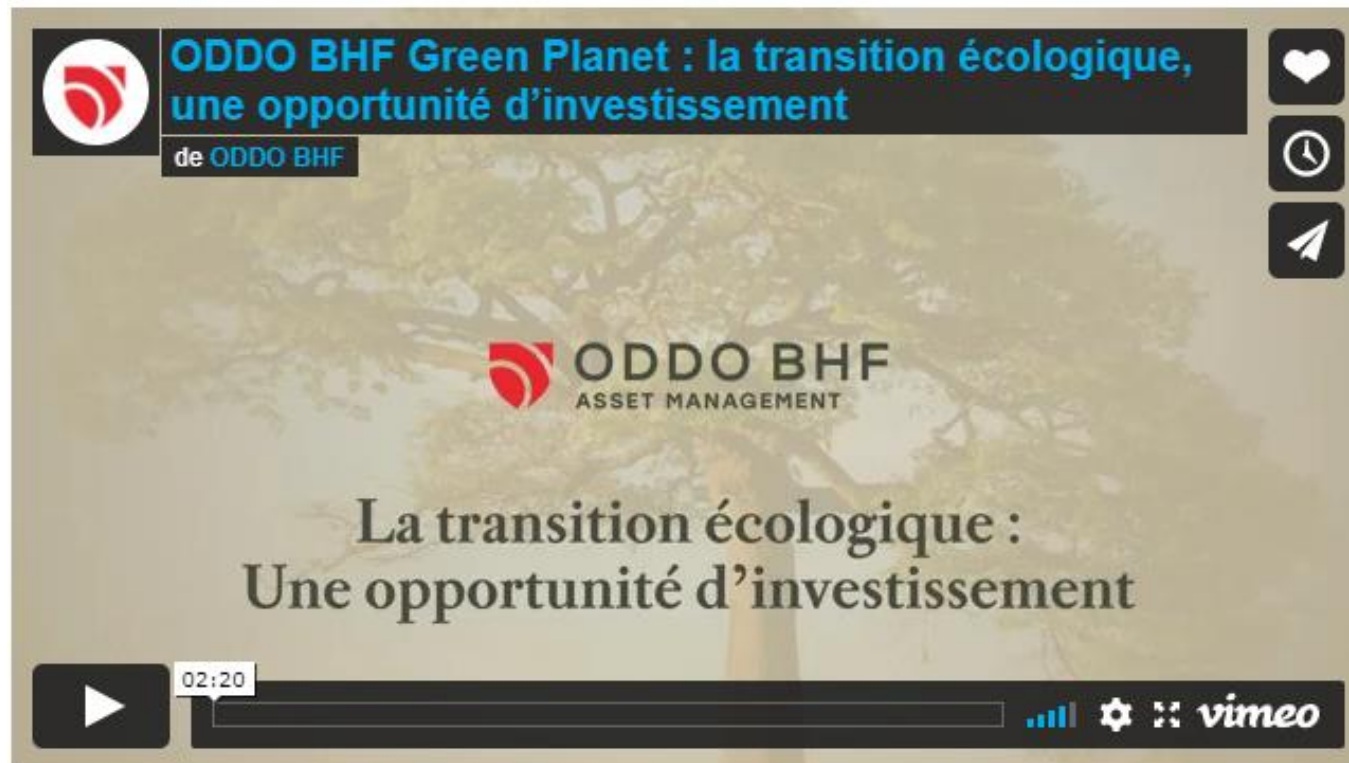 ODDO BHF Green Planet : la transition écologique,
une opportunité d’investissement
de ODDO BHF
ODDO BHF
ASSET MANAGEMENT
La transition écologique :
Une opportunité d’investissement
02:20
vimeo